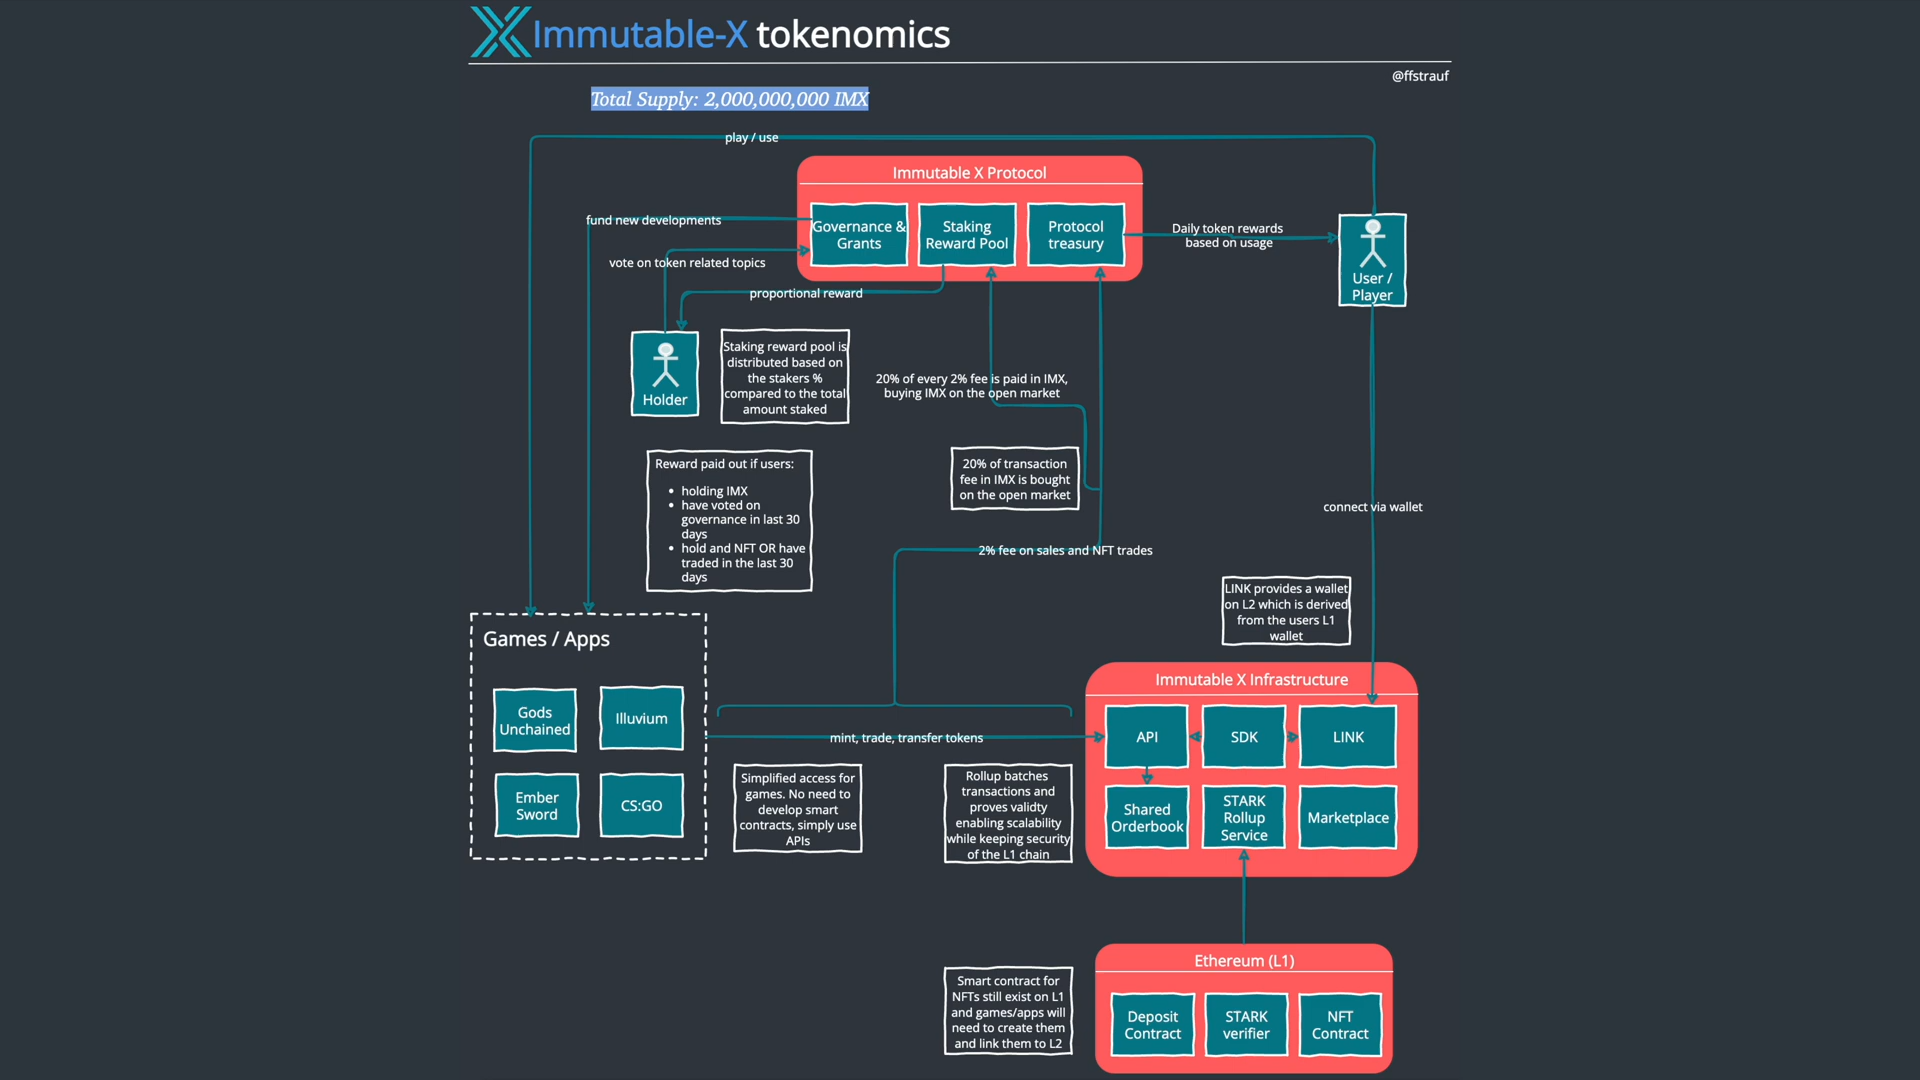 Immutable-X tokenomics
@ffstrauf
Total Supply: 2,000,000,000 IMX
play / use
Immutable X Protocol
Governance &
Grants
Staking
Reward Pool
Protocol
treasury
fund new developments
vote on token related topics
proportional reward
Daily token rewards
based on usage
User /
Player
Holder
Staking reward pool is
distributed based on
the stakers %
compared to the total
amount staked
20% of every 2% fee is paid in IMX,
buying IMX on the open market
Reward paid out if users:
• holding IMX
• have voted on
governance in last 30
days
• hold and NFT OR have
traded in the last 30
days
20% of transaction
fee in IMX is bought
on the open market
connect via wallet
2% fee on sales and NFT trades
LINK provides a wallet
on L2 which is derived
from the users L1
wallet
Games / Apps
Gods
Unchained
Illuvium
Ember
Sword
CS:GO
mint, trade, transfer tokens
Simplified access for
games. No need to
develop smart
contracts, simply use
APIs
Rollup batches
transactions and
proves validty
enabling scalability
while keeping security
of the L1 chain
Immutable X Infrastructure
API
SDK
LINK
Shared
Orderbook
STARK
Rollup
Service
Marketplace
Smart contract for
NFTs still exist on L1
and games/apps will
need to create them
and link them to L2
Ethereum (L1)
Deposit
Contract
STARK
verifier
NFT
Contract